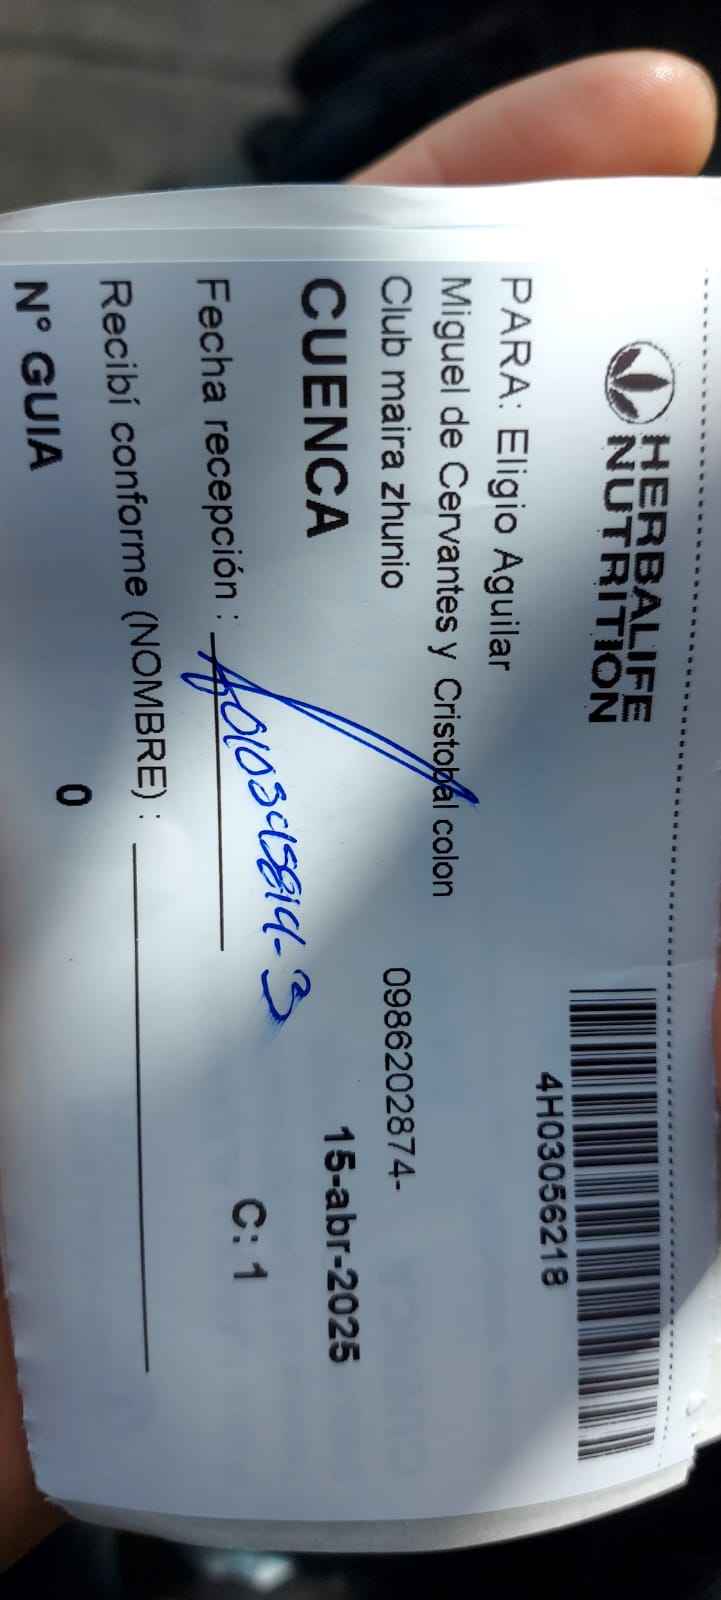 HERBALIFE
NUTRITION
4H03056218
PARA: Eligio Aguilar
Miguel de Cervantes y Cristobal colon
Club maira zhunio
0986202874-
CUENCA
15-abr-2025
Fecha recepción :
C: 1
Recibí conforme (NOMBRE) :
Nº GUIA
0